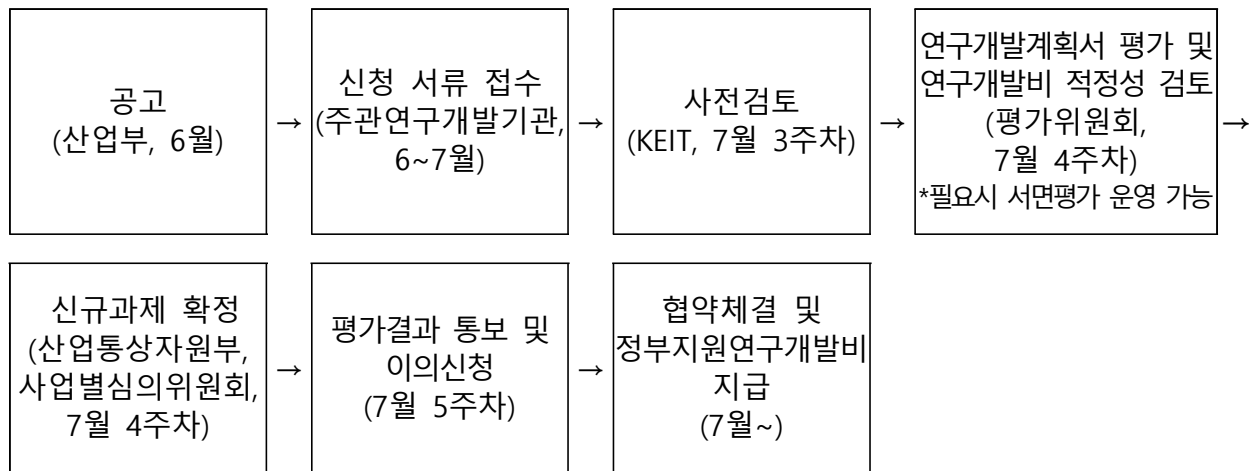 공고
(산업부, 6월)
→
신청 서류 접수
(주관연구개발기관,
6~7월)
→
사전검토
(KEIT, 7월 3주차)
→
연구개발계획서 평가 및
연구개발비 적정성 검토
(평가위원회,
7월 4주차)
*필요시 서면평가 운영 가능
→
신규과제 확정
(산업통상자원부,
사업별심의위원회,
7월 4주차)
→
평가결과 통보 및
이의신청
(7월 5주차)
→
협약체결 및
정부지원연구개발비
지급
(7월~)